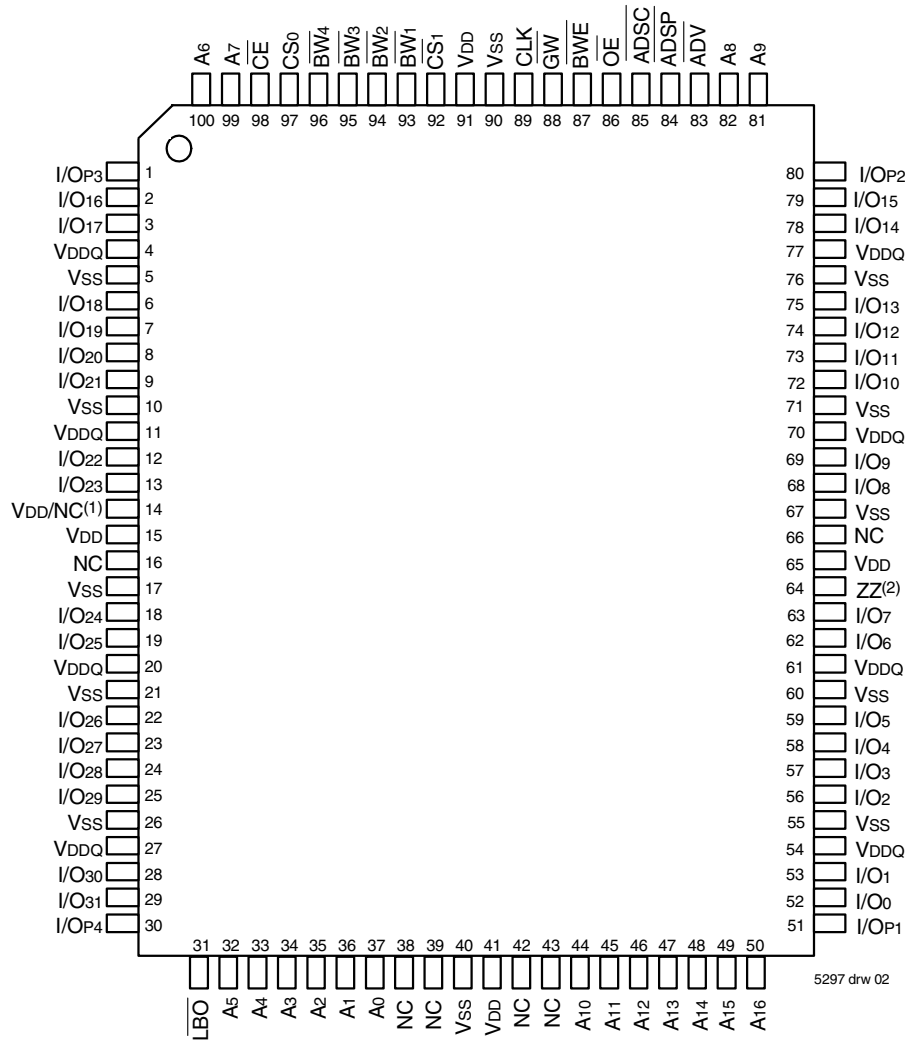 A6 A7 CE CS0 BW4 BW3 BW2 BW1 CS1 VDD VSS CLK GW BWE OE ADSC ADSP ADV A8 A9
100 99 98 97 96 95 94 93 92 91 90 89 88 87 86 85 84 83 82 81
I/OP3 1 80 I/OP2
I/O16 2 79 I/O15
I/O17 3 78 I/O14
VDDQ 4 77 VDDQ
VSS 5 76 VSS
I/O18 6 75 I/O13
I/O19 7 74 I/O12
I/O20 8 73 I/O11
I/O21 9 72 I/O10
VSS 10 71 VSS
VDDQ 11 70 VDDQ
I/O22 12 69 I/O9
I/O23 13 68 I/O8
VDD/NC(1) 14 67 VSS
VDD 15 66 NC
NC 16 65 VDD
VSS 17 64 ZZ(2)
I/O24 18 63 I/O7
I/O25 19 62 I/O6
VDDQ 20 61 VDDQ
VSS 21 60 VSS
I/O26 22 59 I/O5
I/O27 23 58 I/O4
I/O28 24 57 I/O3
I/O29 25 56 I/O2
VSS 26 55 VSS
VDDQ 27 54 VDDQ
I/O30 28 53 I/O1
I/O31 29 52 I/O0
I/OP4 30 51 I/OP1
31 32 33 34 35 36 37 38 39 40 41 42 43 44 45 46 47 48 49 50
LBO A5 A4 A3 A2 A1 A0 NC NC VSS VDD NC NC A10 A11 A12 A13 A14 A15 A16
5297 drw 02